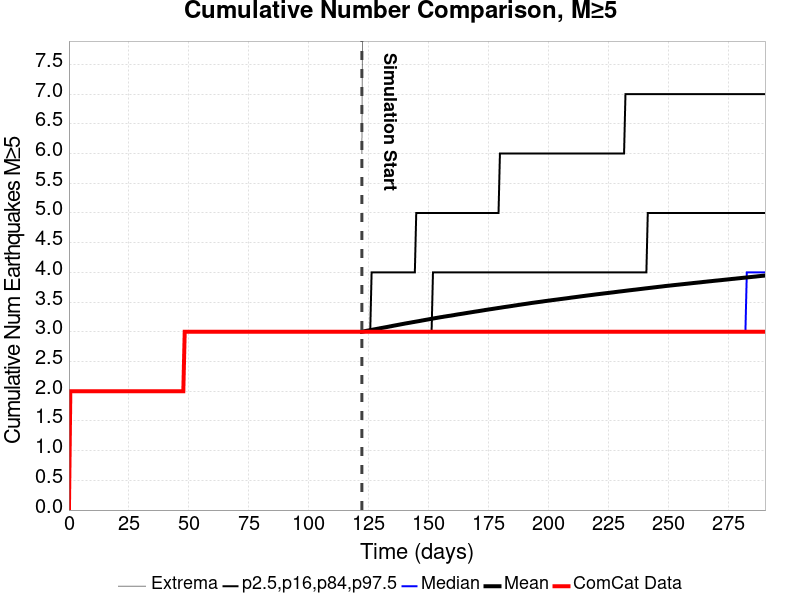 Cumulative Number Comparison, M≥5
Cumulative Num Earthquakes M≥5
7.5
7.0
6.5
6.0
5.5
5.0
4.5
4.0
3.5
3.0
2.5
2.0
1.5
1.0
0.5
0.0
Simulation Start
0 25 50 75 100 125 150 175 200 225 250 275
Time (days)
Extrema p2.5,p16,p84,p97.5 Median Mean ComCat Data